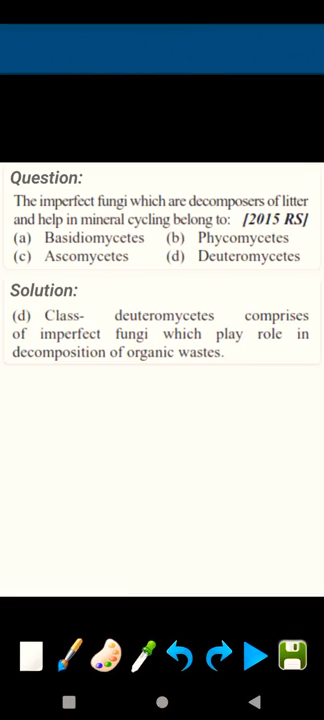 Question:
The imperfect fungi which are decomposers of litter
and help in mineral cycling belong to: [2015 RS]
(a) Basidiomycetes (b) Phycomycetes
(c) Ascomycetes (d) Deuteromycetes
Solution:
(d) Class- deuteromycetes comprises
of imperfect fungi which play role in
decomposition of organic wastes.